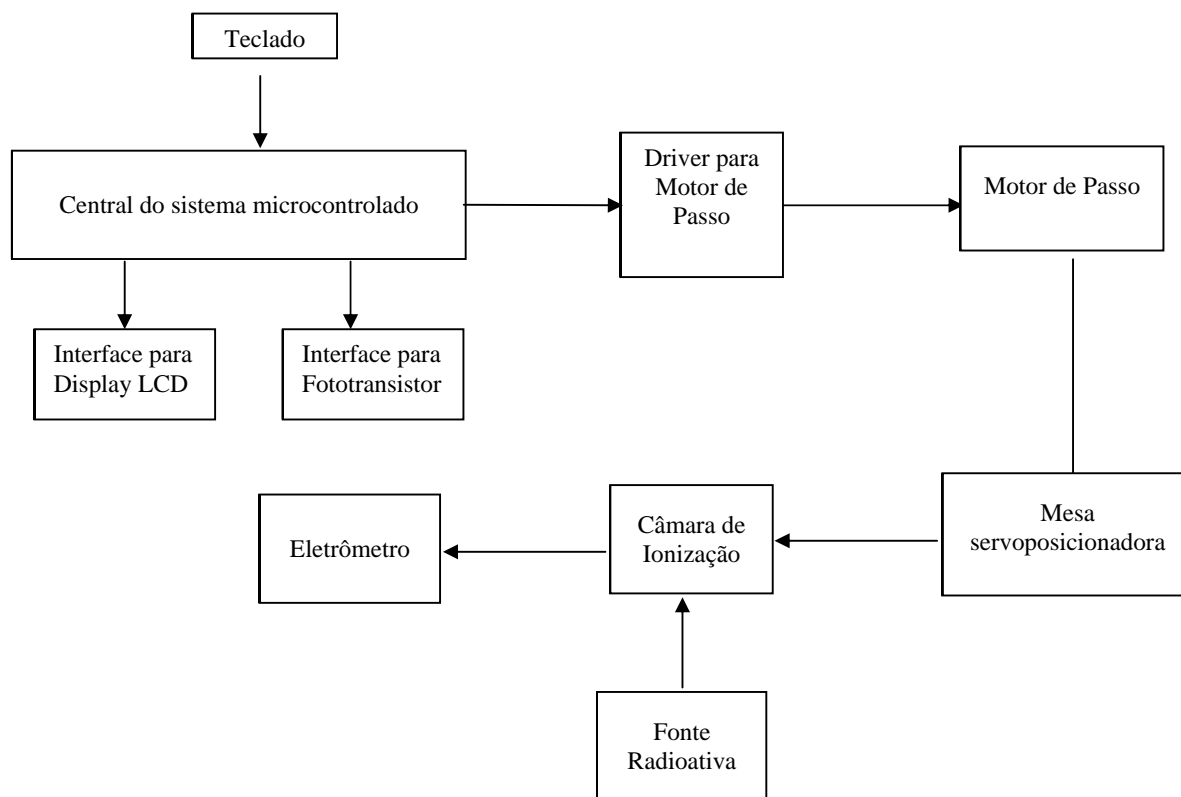 Teclado
Central do sistema microcontrolado
Driver para
Motor de
Passo
Motor de Passo
Interface para
Display LCD
Interface para
Fototransistor
Eletrômetro
Câmara de
Ionização
Mesa
servoposicionadora
Fonte
Radioativa